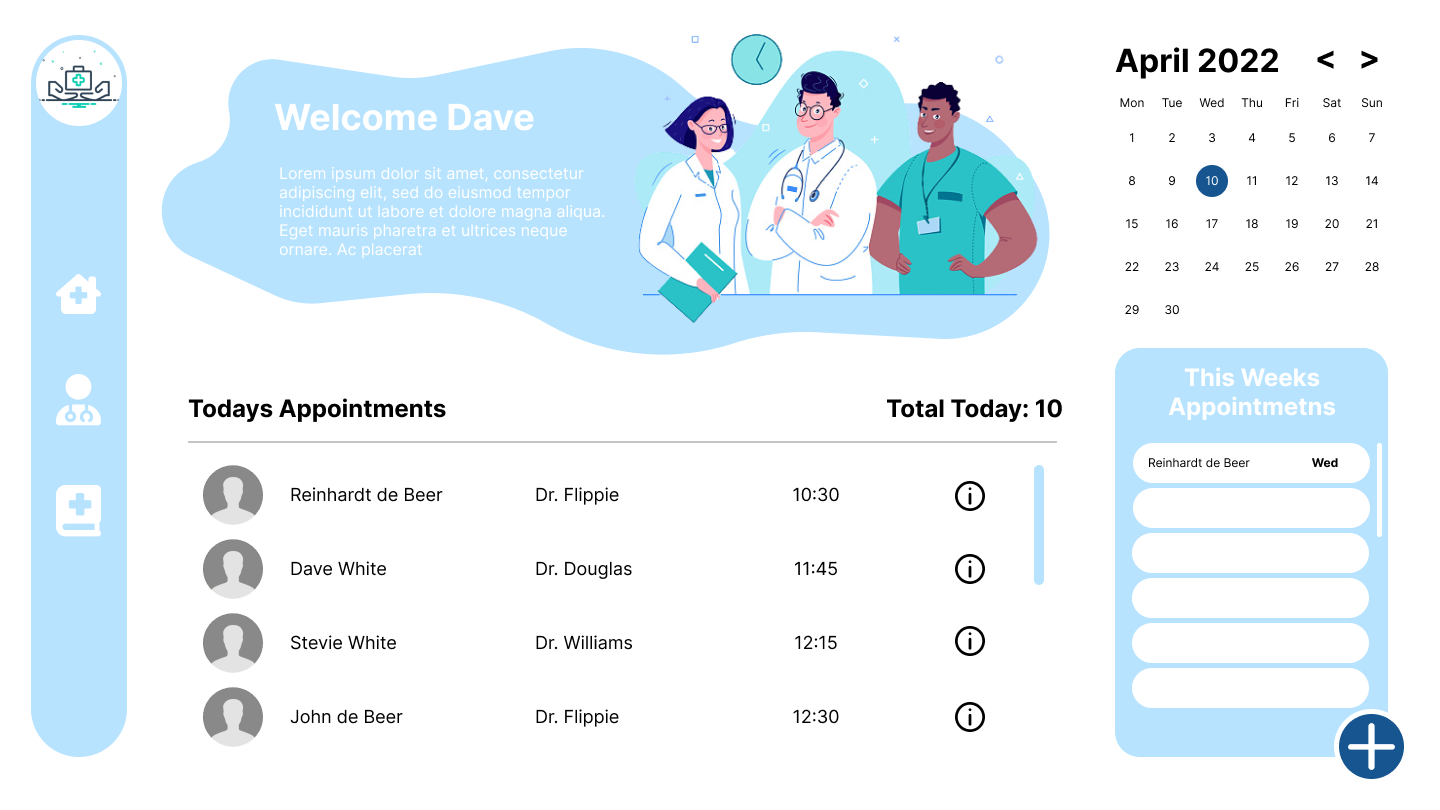 Welcome Dave
Lorem ipsum dolor sit amet, consectetur
adipiscing elit, sed do eiusmod tempor
incididunt ut labore et dolore magna aliqua.
Eget mauris pharetra et ultrices neque
ornare. Ac placerat
April 2022 < >
Mon Tue Wed Thu Fri Sat Sun
1 2 3 4 5 6 7
8 9 10 11 12 13 14
15 16 17 18 19 20 21
22 23 24 25 26 27 28
29 30
Todays Appointments Total Today: 10
Reinhardt de Beer Dr. Flippie 10:30
Dave White Dr. Douglas 11:45
Stevie White Dr. Williams 12:15
John de Beer Dr. Flippie 12:30
This Weeks
Appointmetns
Reinhardt de Beer Wed